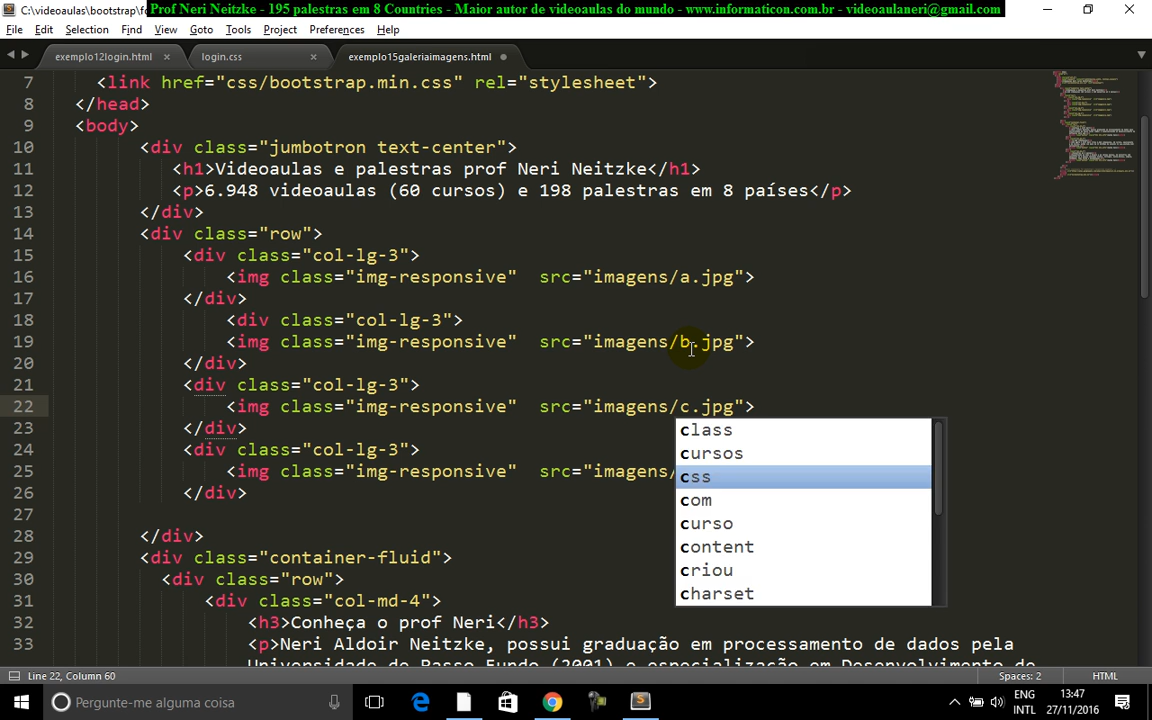 C:\videoaulas\bootstrap\fo
Prof Neri Neitzke - 195 palestras em 8 Countries - Maior autor de videoaulas do mundo - www.informaticon.com.br - videoaulaneri@gmail.com
File Edit Selection Find View Goto Tools Project Preferences Help
exemplo12login.html × login.css × exemplo15galeriaimagens.html
7 <link href="css/bootstrap.min.css" rel="stylesheet">
8 </head>
9 <body>
10 <div class="jumbotron text-center">
11 <h1>Videoaulas e palestras prof Neri Neitzke</h1>
12 <p>6.948 videoaulas (60 cursos) e 198 palestras em 8 países</p>
13 </div>
14 <div class="row">
15 <div class="col-lg-3">
16 <img class="img-responsive" src="imagens/a.jpg">
17 </div>
18 <div class="col-lg-3">
19 <img class="img-responsive" src="imagens/b.jpg">
20 </div>
21 <div class="col-lg-3">
22 <img class="img-responsive" src="imagens/c.jpg">
23 </div>
24 <div class="col-lg-3">
25 <img class="img-responsive" src="imagens/
26 </div>
27
28 </div>
29 <div class="container-fluid">
30 <div class="row">
31 <div class="col-md-4">
32 <h3>Conheça o prof Neri</h3>
33 <p>Neri Aldoir Neitzke, possui graduação em processamento de dados pela
Universidade de Passo Fundo (2001) e especialização em Desenvolvimento de
class
cursos
css
com
curso
content
criou
charset
Line 22, Column 60 Spaces: 2 HTML
Pergunte-me alguma coisa
ENG 13:47
INTL 27/11/2016